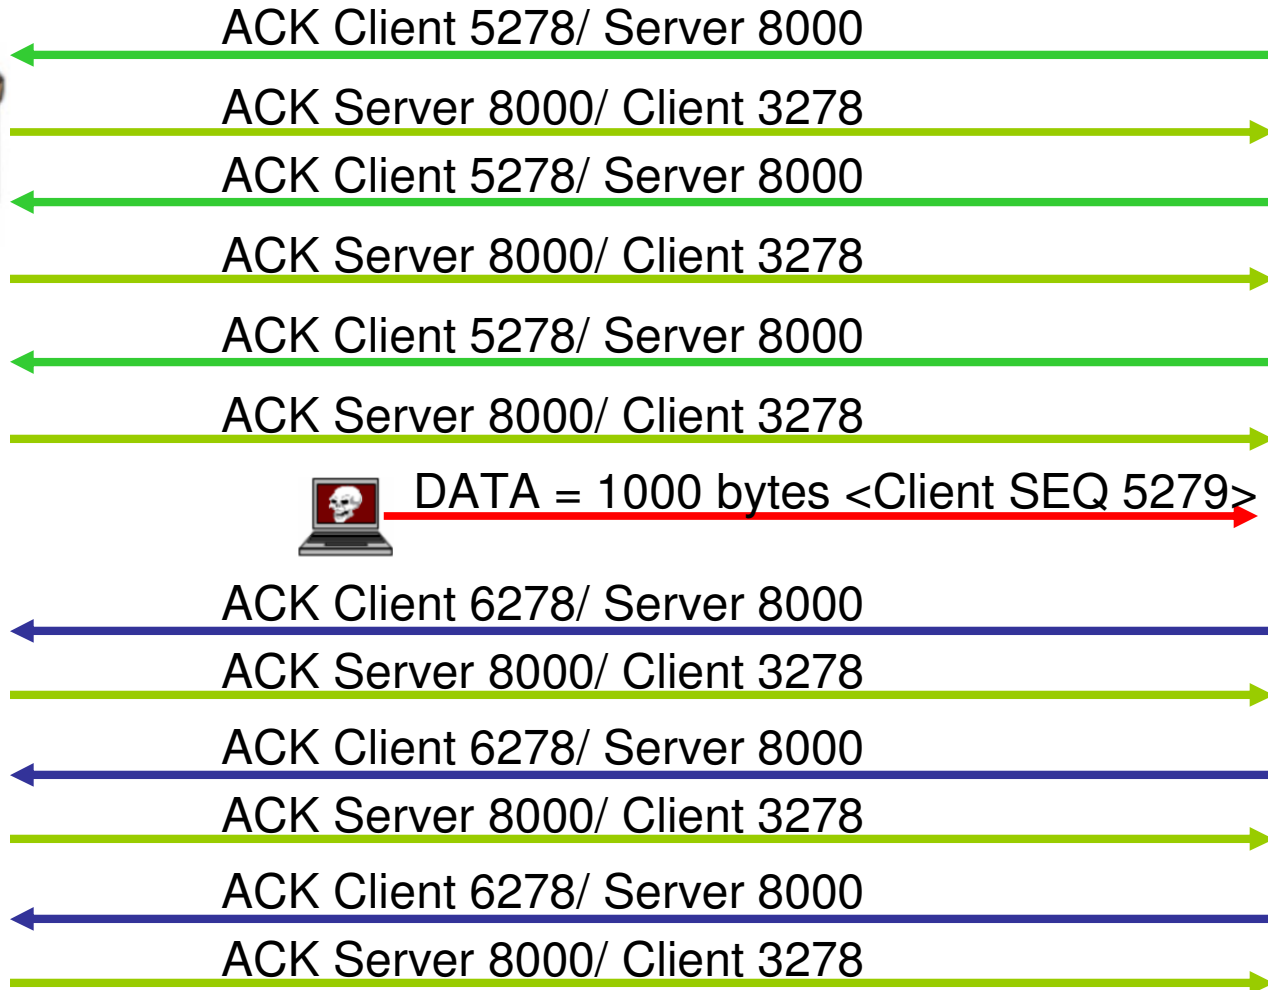 ACK Client 5278/ Server 8000
ACK Server 8000/ Client 3278
ACK Client 5278/ Server 8000
ACK Server 8000/ Client 3278
ACK Client 5278/ Server 8000
ACK Server 8000/ Client 3278
DATA = 1000 bytes <Client SEQ 5279>
ACK Client 6278/ Server 8000
ACK Server 8000/ Client 3278
ACK Client 6278/ Server 8000
ACK Server 8000/ Client 3278
ACK Client 6278/ Server 8000
ACK Server 8000/ Client 3278